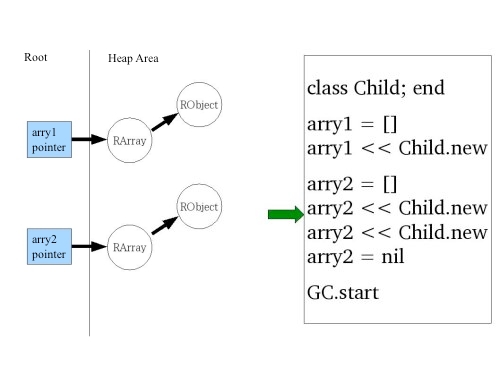 Root
Heap Area
RObject
arry1
pointer
RArray
RObject
arry2
pointer
RArray
class Child; end
arry1 = []
arry1 << Child.new
arry2 = []
arry2 << Child.new
arry2 << Child.new
arry2 = nil
GC.start